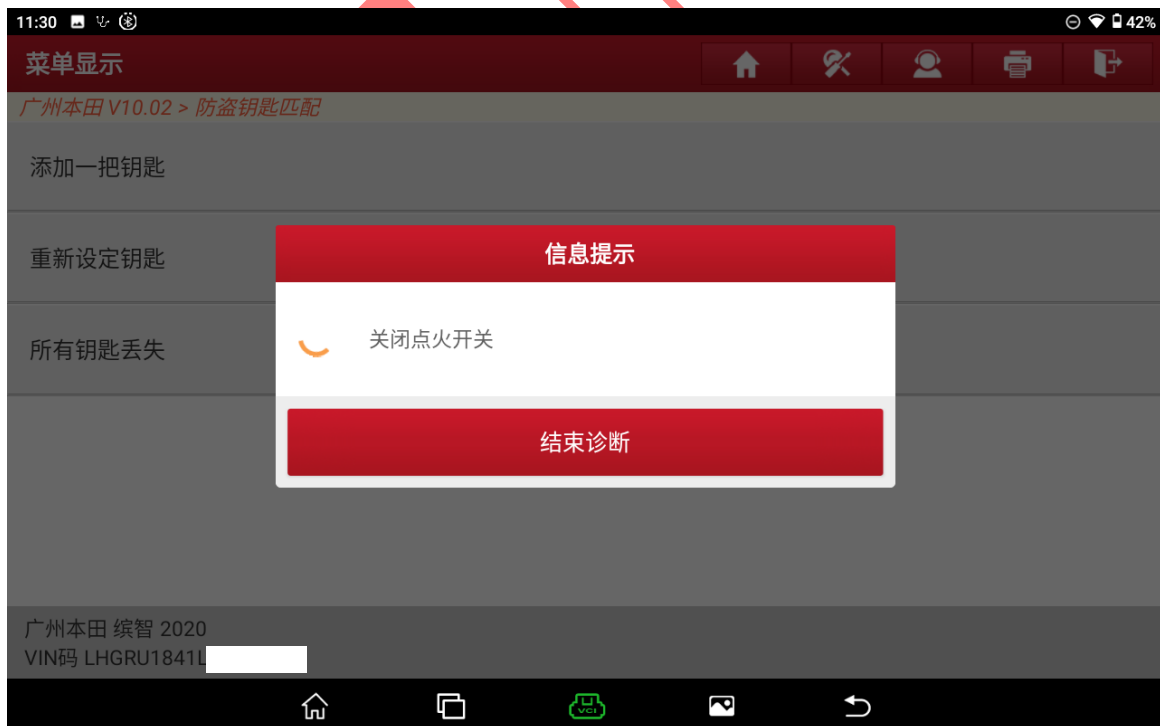 11:30
42%
菜单显示
广州本田 V10.02 > 防盗钥匙匹配
添加一把钥匙
重新设定钥匙
所有钥匙丢失
信息提示
关闭点火开关
结束诊断
广州本田 缤智 2020
VIN码 LHGRU1841L
VCI